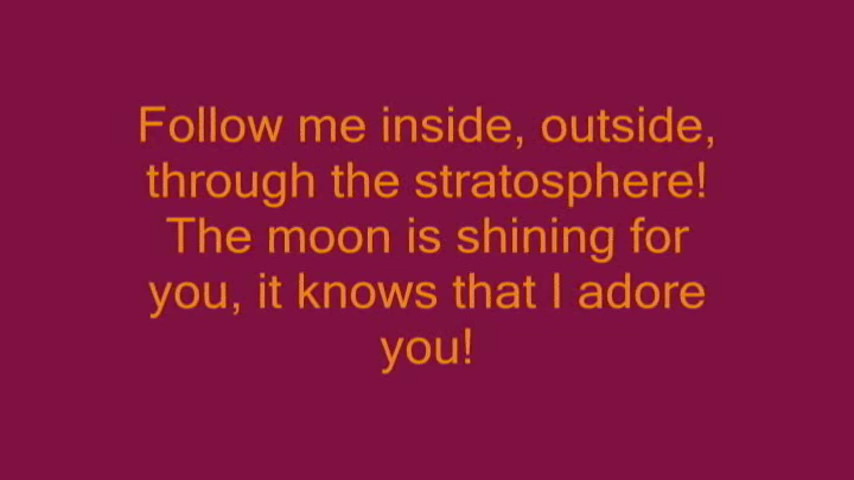 Follow me inside, outside,
through the stratosphere!
The moon is shining for
you, it knows that I adore
you!